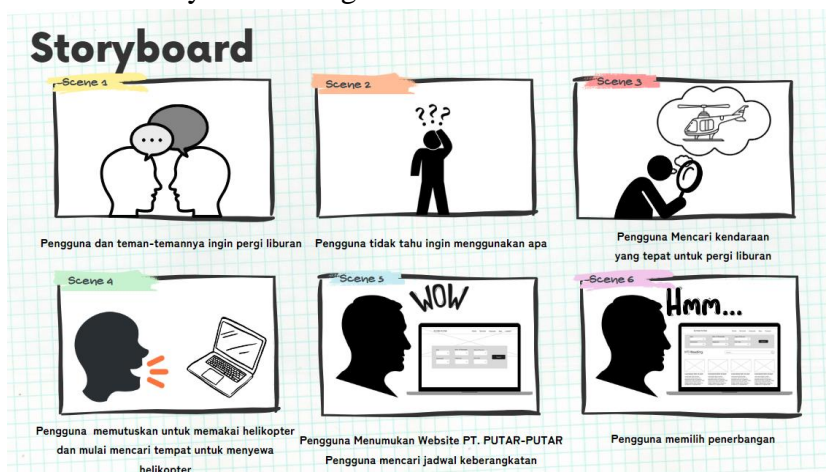 Storyboard
Scene 1
Scene 2
Scene 3
???
Pengguna dan teman-temannya ingin pergi liburan
Pengguna tidak tahu ingin menggunakan apa
Pengguna Mencari kendaraan
yang tepat untuk pergi liburan
Scene 4
Scene 5
Scene 6
WOW
Hmm...
Pengguna memutuskan untuk memakai helikopter
dan mulai mencari tempat untuk menyewa
helikopter
Pengguna Menumukan Website PT. PUTAR-PUTAR
Pengguna mencari jadwal keberangkatan
Pengguna memilih penerbangan